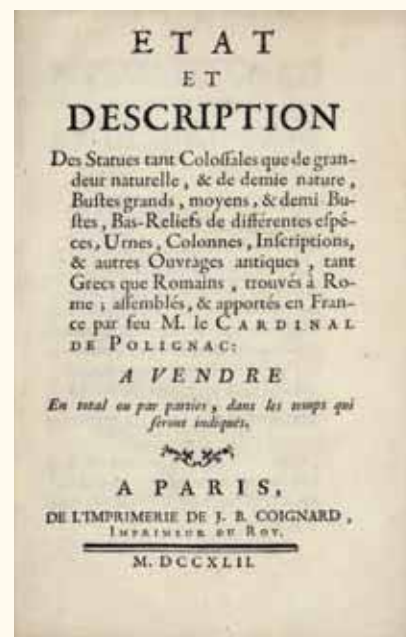 ETAT
ET
DESCRIPTION
Des Statues tant Colossales que de gran-
deur naturelle, & de demie nature,
Bustes grands, moyens, & demi Bu-
stes, Bas-Reliefs de différentes espé-
ces, Urnes, Colonnes, Inscriptions,
& autres Ouvrages antiques, tant
Grecs que Romains, trouvés à Ro-
me; assemblés, & apportés en Fran-
ce par feu M. le CARDINAL
DE POLIGNAC:
A VENDRE
En total ou par parties, dans les temps qui
seront indiqués.
A PARIS,
DE L'IMPRIMERIE DE J. B. COIGNARD,
IMPRIMEUR DU ROY.
M. DCCXLII.